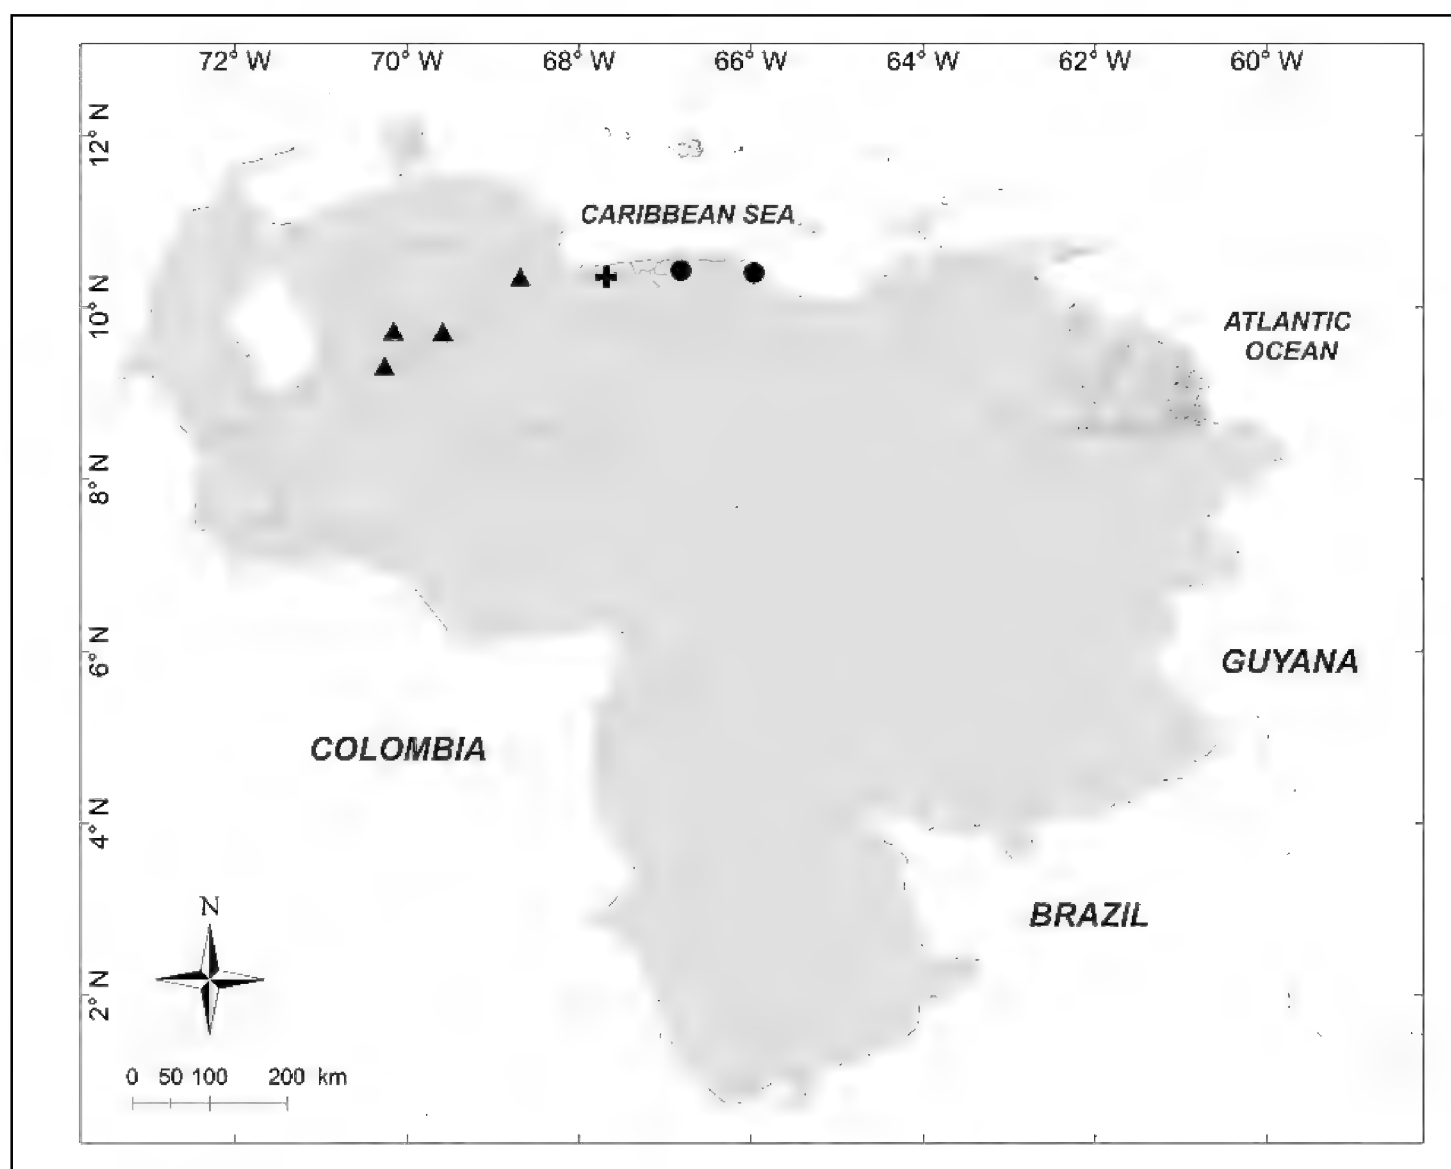 72° W 70° W 68° W 66° W 64° W 62° W 60° W
12° N
CARIBBEAN SEA
10° N
ATLANTIC
OCEAN
8° N
6° N
GUYANA
COLOMBIA
4° N
N
BRAZIL
2° N
0 50 100 200 km